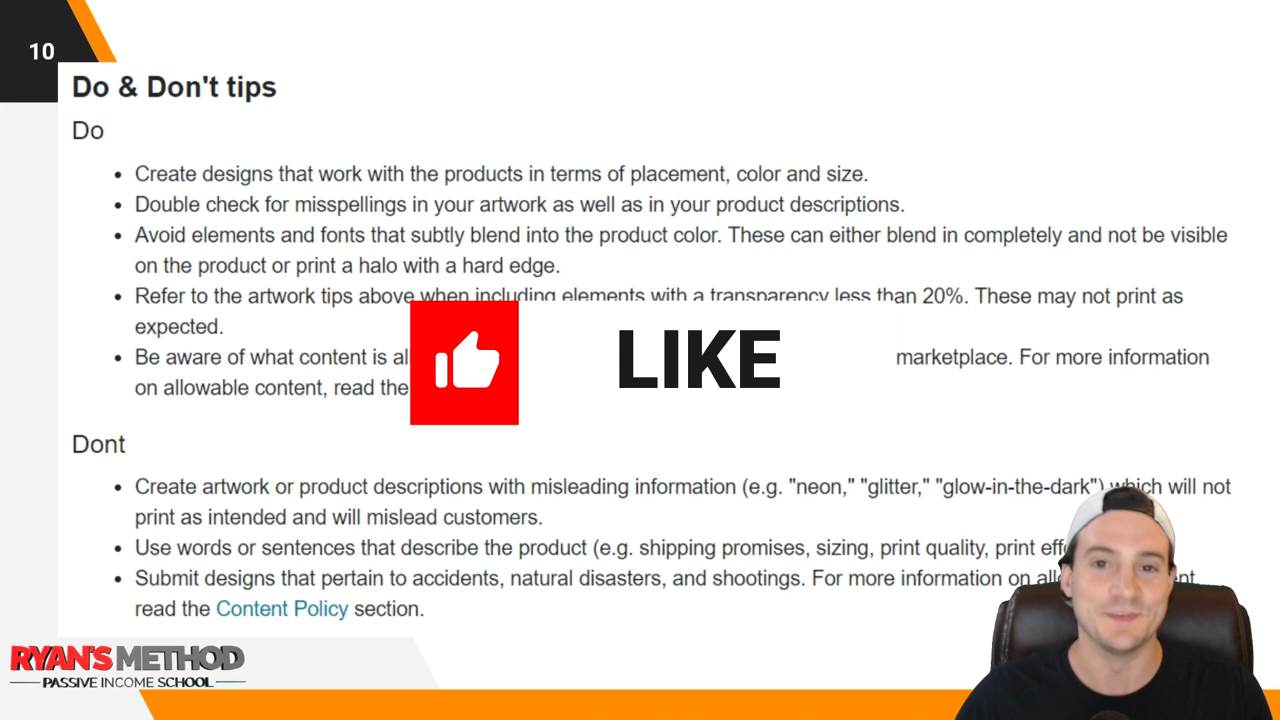 10
Do & Don't tips
Do
• Create designs that work with the products in terms of placement, color and size.
• Double check for misspellings in your artwork as well as in your product descriptions.
• Avoid elements and fonts that subtly blend into the product color. These can either blend in completely and not be visible
on the product or print a halo with a hard edge.
• Refer to the artwork tips above when including elements with a transparency less than 20%. These may not print as
expected.
• Be aware of what content is al
marketplace. For more information
on allowable content, read the
LIKE
Dont
• Create artwork or product descriptions with misleading information (e.g. "neon," "glitter," "glow-in-the-dark") which will not
print as intended and will mislead customers.
• Use words or sentences that describe the product (e.g. shipping promises, sizing, print quality, print eff
• Submit designs that pertain to accidents, natural disasters, and shootings. For more information on
read the Content Policy section.
RYAN'S METHOD
PASSIVE INCOME SCHOOL